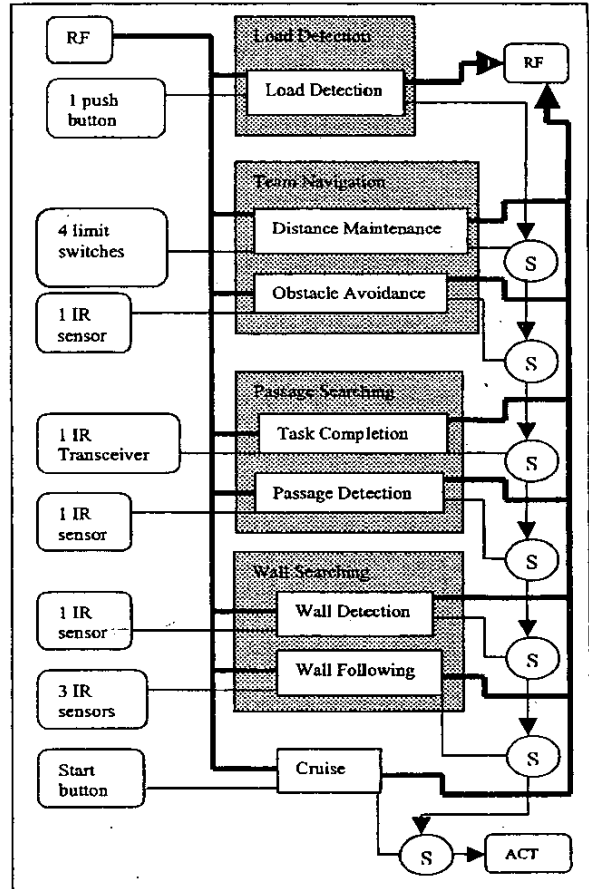 RF
Load Detection
RF
1 push
button
Load Detection
Team Navigation
4 limit
switches
Distance Maintenance
S
1 IR
sensor
Obstacle Avoidance
S
Passage Searching
1 IR
Transceiver
Task Completion
S
1 IR
sensor
Passage Detection
S
Wall Searching
1 IR
sensor
Wall Detection
S
3 IR
sensors
Wall Following
S
Start
button
Cruise
S
ACT